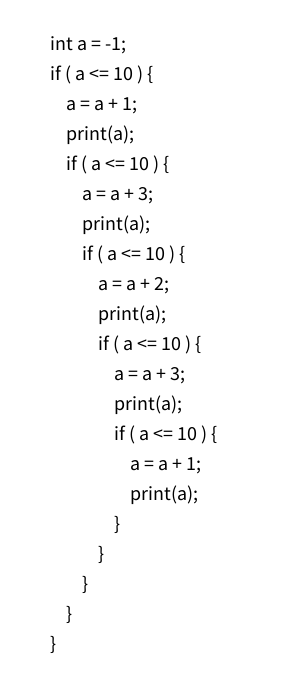 int a = -1;
if ( a <= 10 ) {
a = a + 1;
print(a);
if ( a <= 10 ) {
a = a + 3;
print(a);
if ( a <= 10 ) {
a = a + 2;
print(a);
if ( a <= 10 ) {
a = a + 3;
print(a);
if ( a <= 10 ) {
a = a + 1;
print(a);
}
}
}
}
}